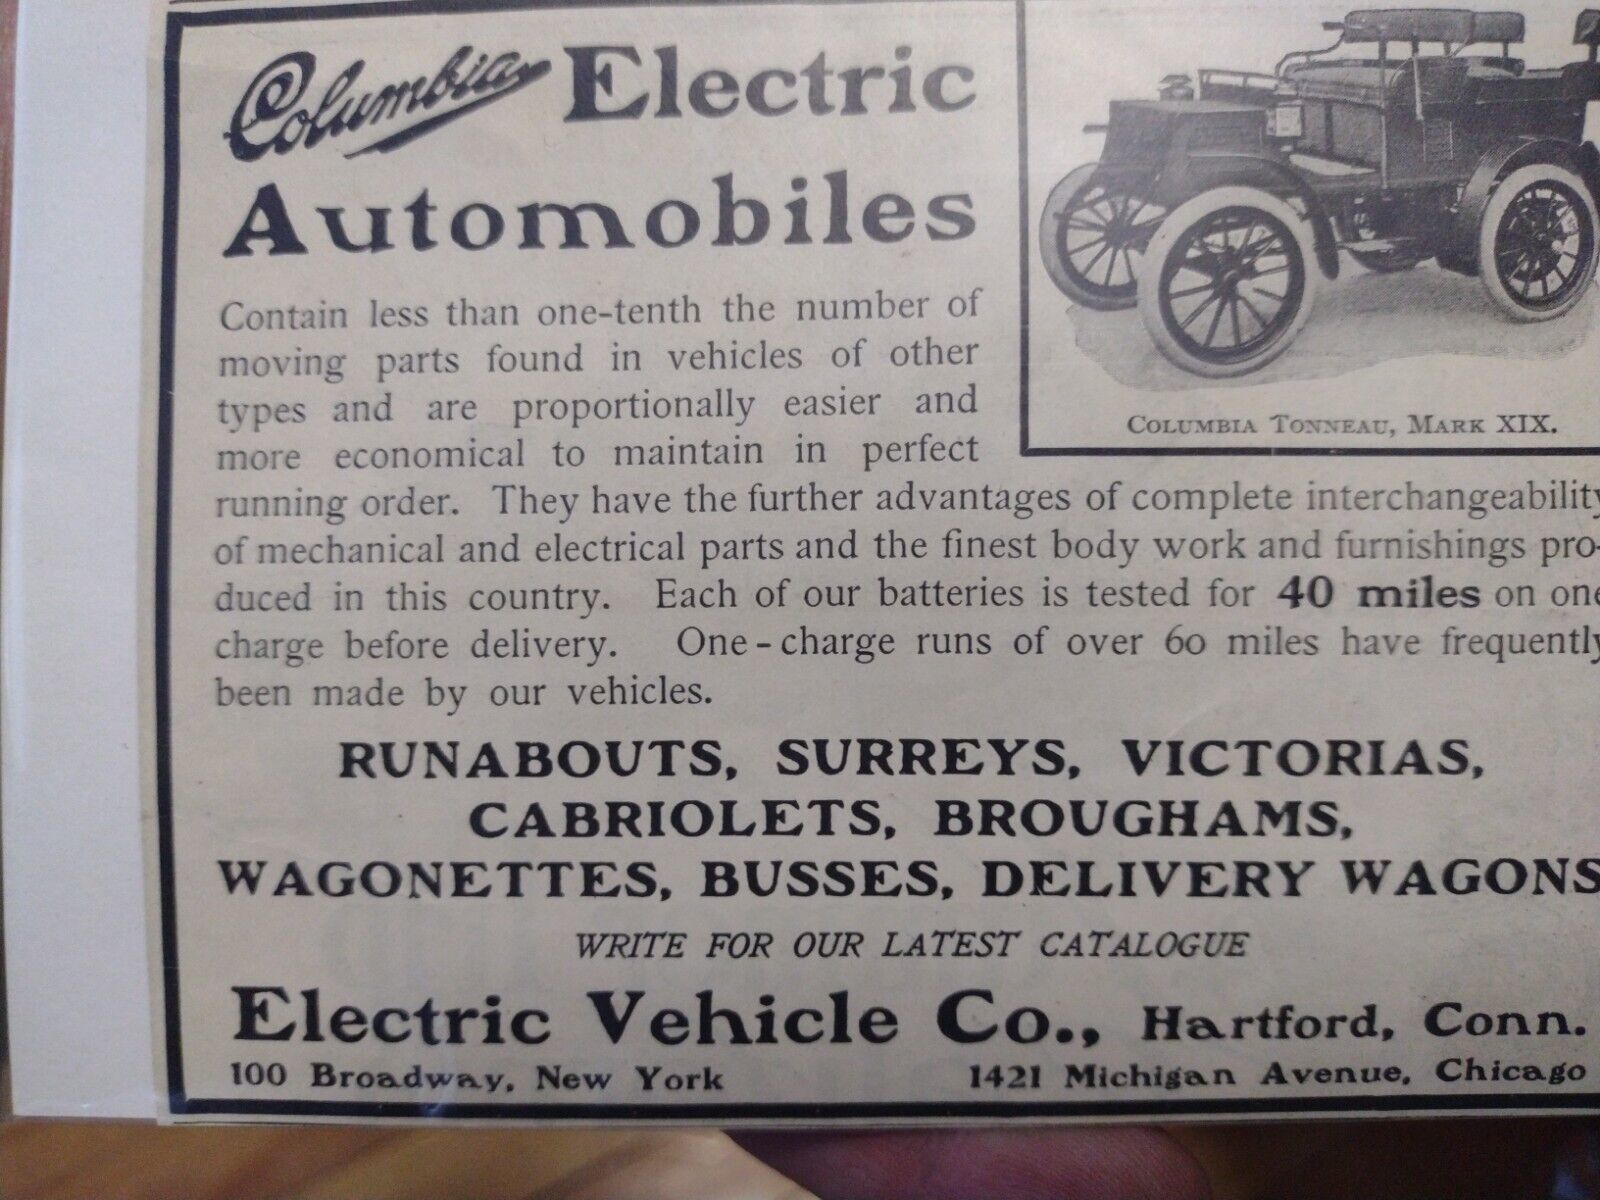 Columbia Electric
Automobiles
Contain less than one-tenth the number of
moving parts found in vehicles of other
types and are proportionally easier and
more economical to maintain in perfect
running order. They have the further advantages of complete interchangeability
of mechanical and electrical parts and the finest body work and furnishings pro-
duced in this country. Each of our batteries is tested for 40 miles on one
charge before delivery. One-charge runs of over 60 miles have frequently
been made by our vehicles.
COLUMBIA TONNEAU, MARK XIX.
RUNABOUTS, SURREYS, VICTORIAS,
CABRIOLETS, BROUGHAMS,
WAGONETTES, BUSSES, DELIVERY WAGONS
WRITE FOR OUR LATEST CATALOGUE
Electric Vehicle Co., Hartford, Conn.
100 Broadway, New York 1421 Michigan Avenue, Chicago